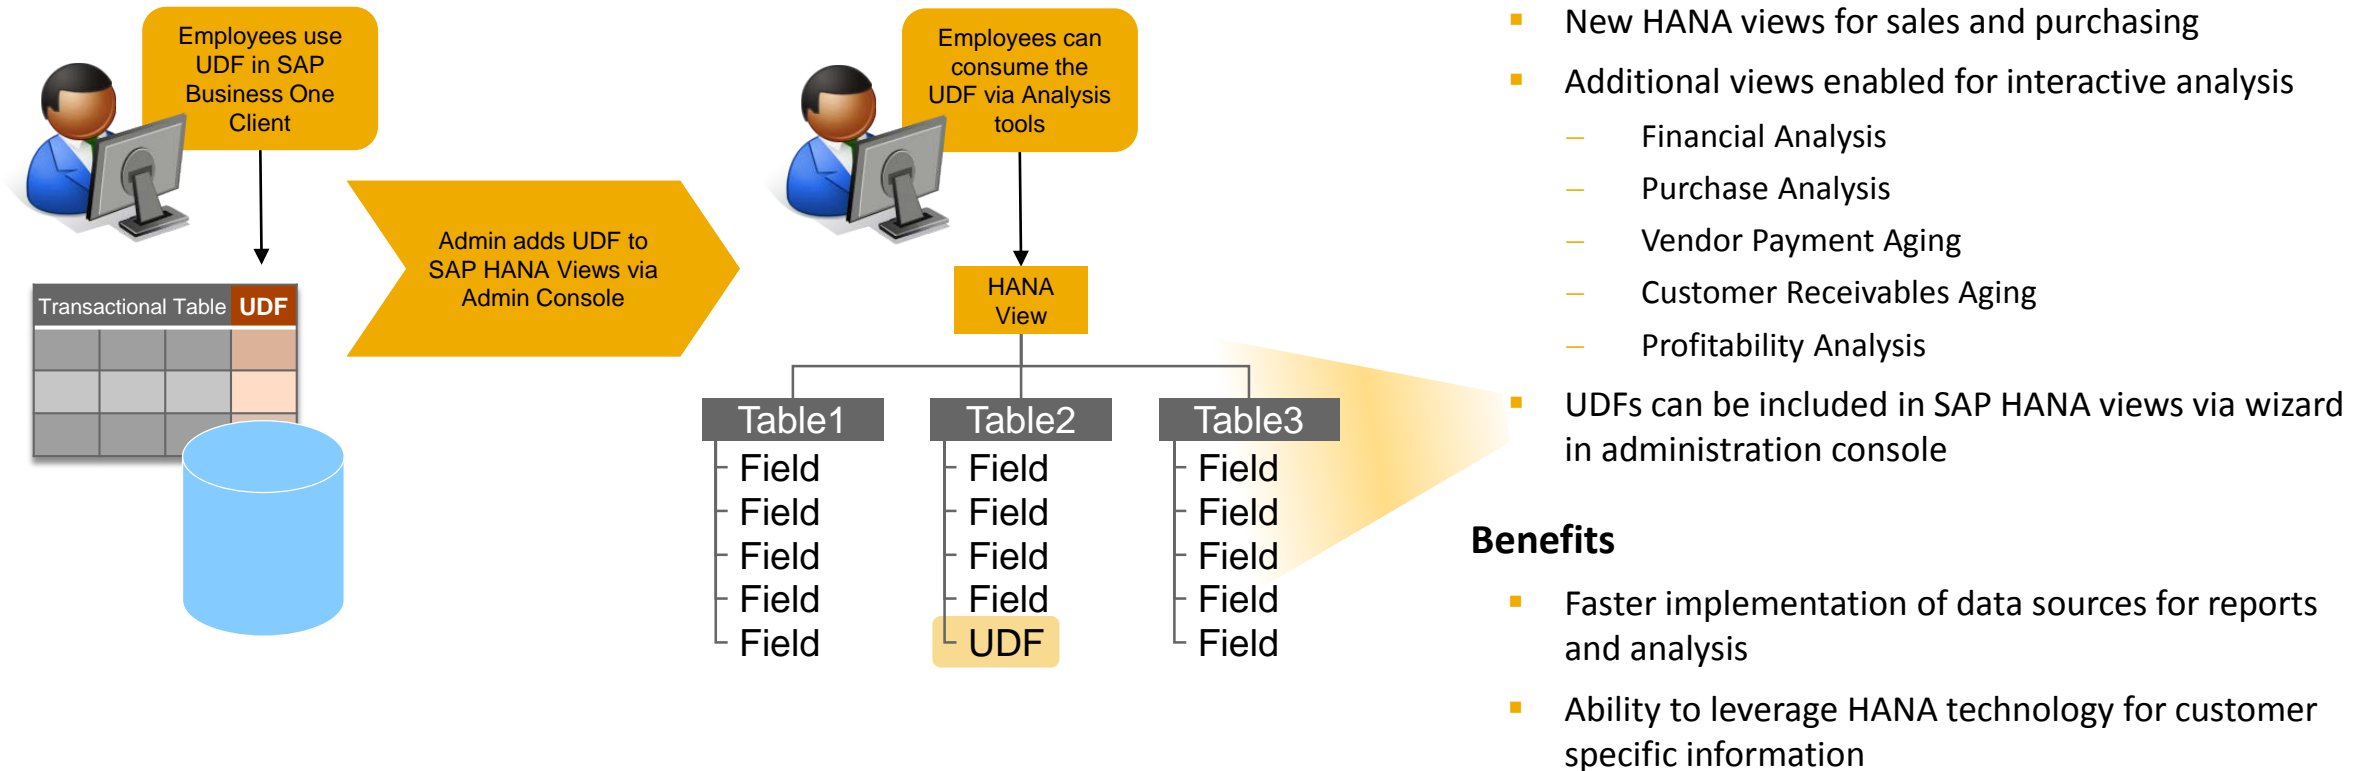 Employees use
UDF in SAP
Business One
Client
Transactional Table UDF
Admin adds UDF to
SAP HANA Views via
Admin Console
Employees can
consume the
UDF via Analysis
tools
HANA
View
Table1
Field
Field
Field
Field
Field
Table2
Field
Field
Field
Field
UDF
Table3
Field
Field
Field
Field
Field
New HANA views for sales and purchasing
Additional views enabled for interactive analysis
– Financial Analysis
– Purchase Analysis
– Vendor Payment Aging
– Customer Receivables Aging
– Profitability Analysis
UDFs can be included in SAP HANA views via wizard
in administration console
Benefits
Faster implementation of data sources for reports
and analysis
Ability to leverage HANA technology for customer
specific information